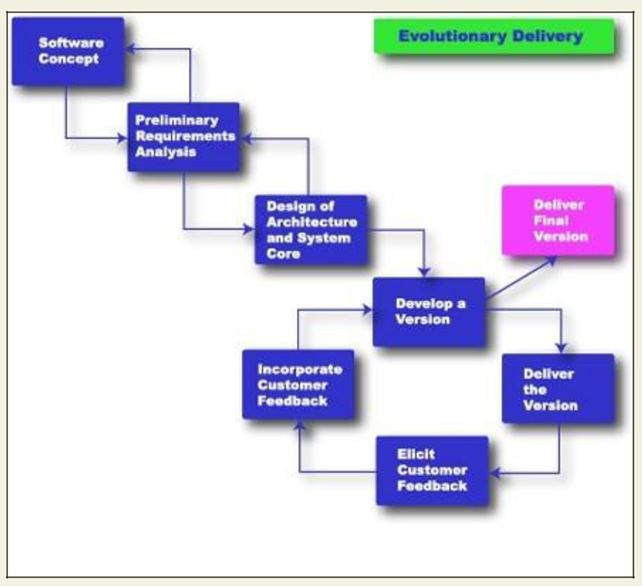 Evolutionary Delivery
Software
Concept
Preliminary
Requirements
Analysis
Design of
Architecture
and System
Core
Deliver
Final
Version
Develop a
Version
Incorporate
Customer
Feedback
Deliver
the
Version
Elicit
Customer
Feedback